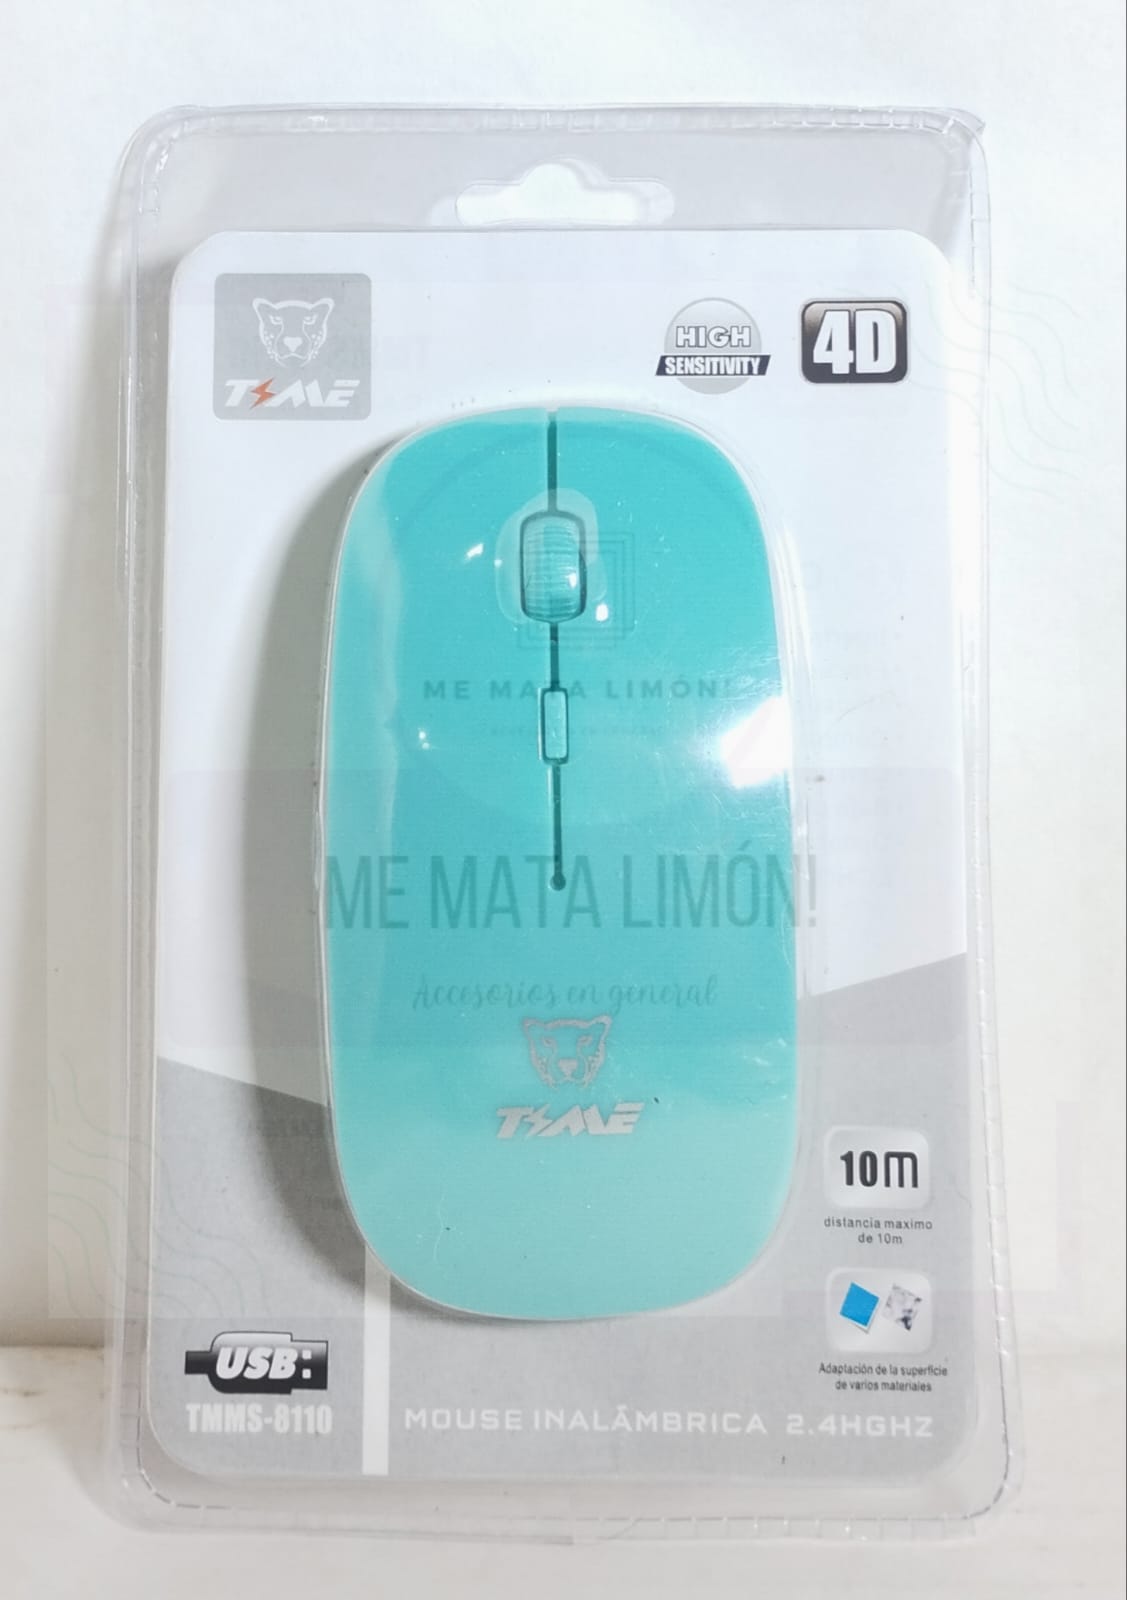 TIME
HIGH
SENSITIVITY
4D
ME MATA LIMÓN!
ME MATA LIMÓN!
Accesorios en general
TIME
10m
distancia maximo
de 10m
Adaptación de la superficie
de varios materiales
USB:
TMMS-8110
MOUSE INALÁMBRICA 2.4HGHZ